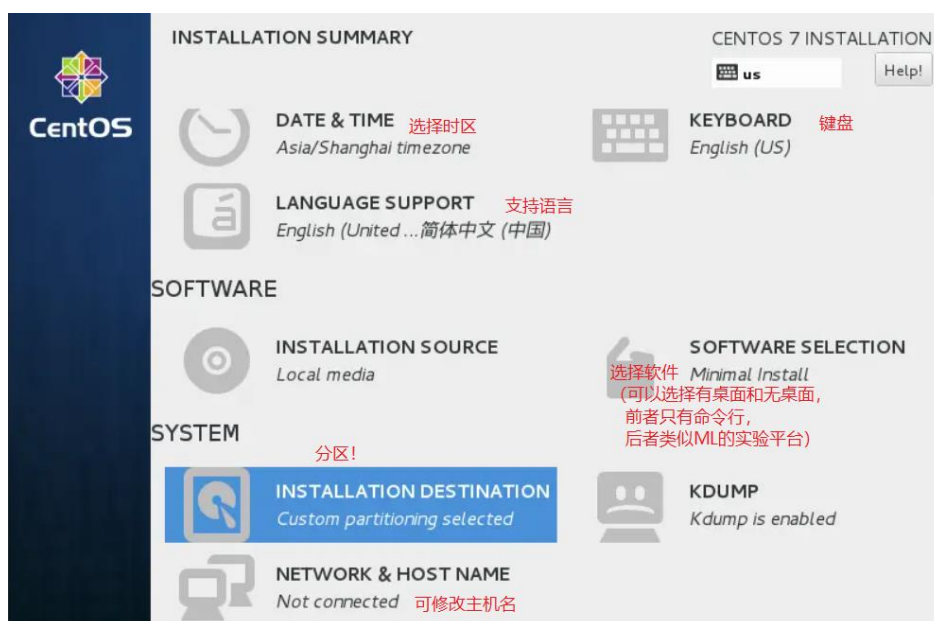 INSTALLATION SUMMARY
CENTOS 7 INSTALLATION
us
Help!
CentOS
DATE & TIME 选择时区
Asia/Shanghai timezone
KEYBOARD 键盘
English (US)
LANGUAGE SUPPORT 支持语言
English (United ...简体中文 (中国)
SOFTWARE
INSTALLATION SOURCE
Local media
SOFTWARE SELECTION
选择软件 Minimal Install
(可以选择有桌面和无桌面，
前者只有命令行，
后者类似ML的实验平台)
SYSTEM
分区！
INSTALLATION DESTINATION
Custom partitioning selected
KDUMP
Kdump is enabled
NETWORK & HOST NAME
Not connected 可修改主机名